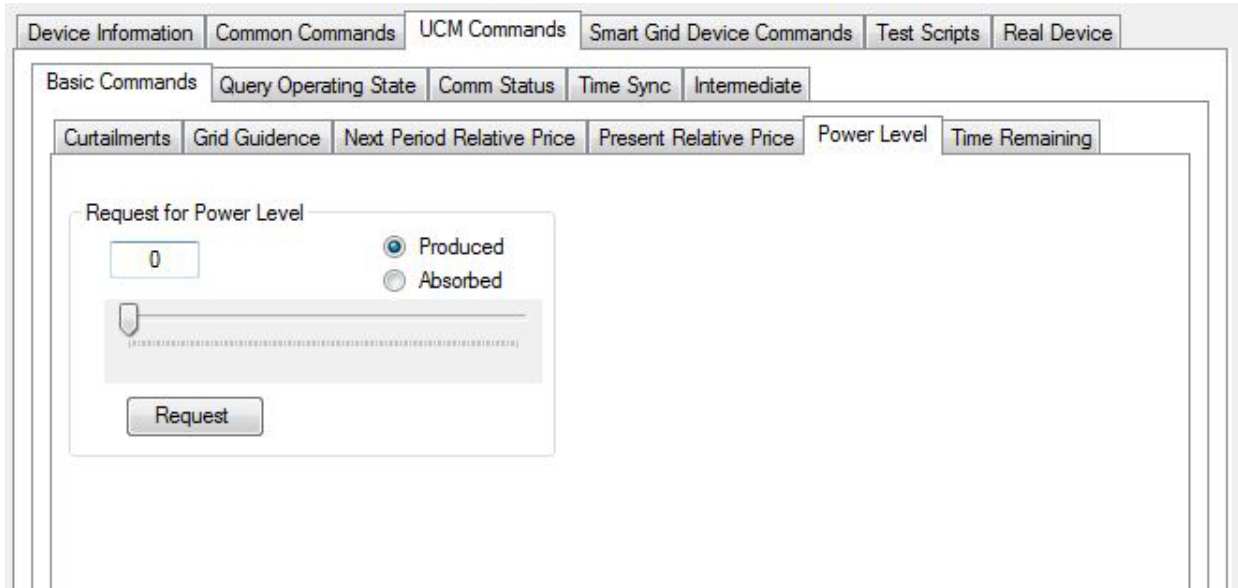 Device Information Common Commands UCM Commands Smart Grid Device Commands Test Scripts Real Device
Basic Commands Query Operating State Comm Status Time Sync Intermediate
Curtailments Grid Guidence Next Period Relative Price Present Relative Price Power Level Time Remaining
Request for Power Level
0 Produced
Absorbed
Request